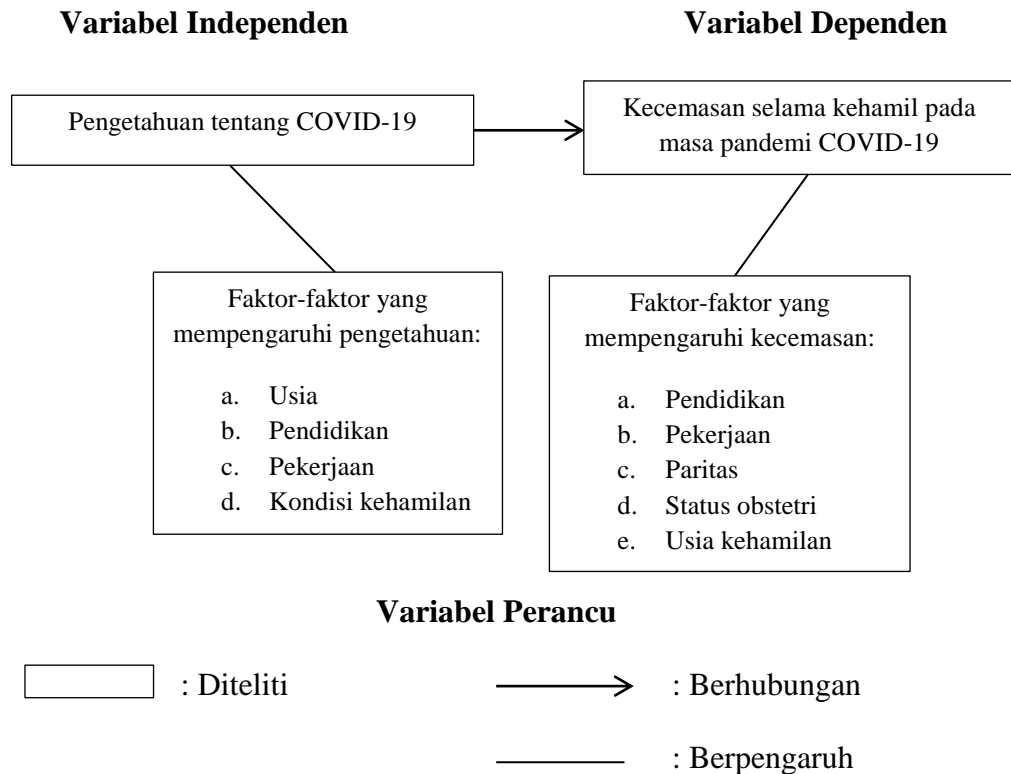 Variabel Independen
Variabel Dependen
Pengetahuan tentang COVID-19
Kecemasan selama kehamil pada
masa pandemi COVID-19
Faktor-faktor yang
mempengaruhi pengetahuan:
a. Usia
b. Pendidikan
c. Pekerjaan
d. Kondisi kehamilan
Faktor-faktor yang
mempengaruhi kecemasan:
a. Pendidikan
b. Pekerjaan
c. Paritas
d. Status obstetri
e. Usia kehamilan
Variabel Perancu
: Diteliti
: Berhubungan
: Berpengaruh